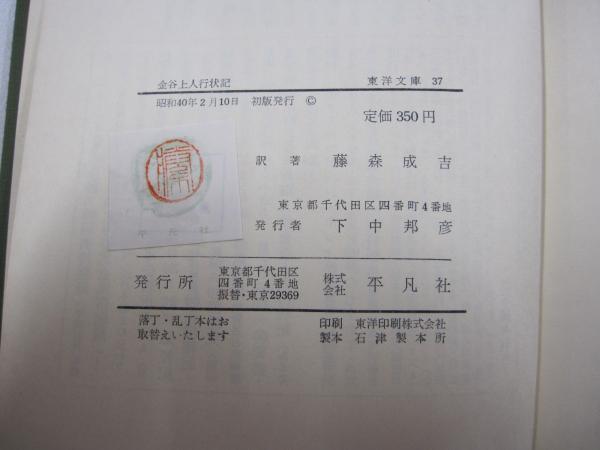 金谷上人行状記 東洋文庫 37
昭和40年2月10日 初版発行 ©
定価 350円
訳著 藤森成吉
東京都千代田区四番町4番地
発行者 下中邦彦
平凡社
発行所 東京都千代田区四番町4番地 振替・東京29369 株式会社 平凡社
落丁・乱丁本はお取替えいたします
印刷 東洋印刷株式会社
製本 石津製本所